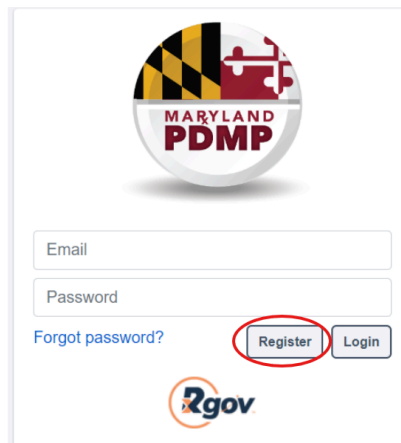 MARYLAND
PDMP
Email
Password
Forgot password?
Register
Login
Rgov